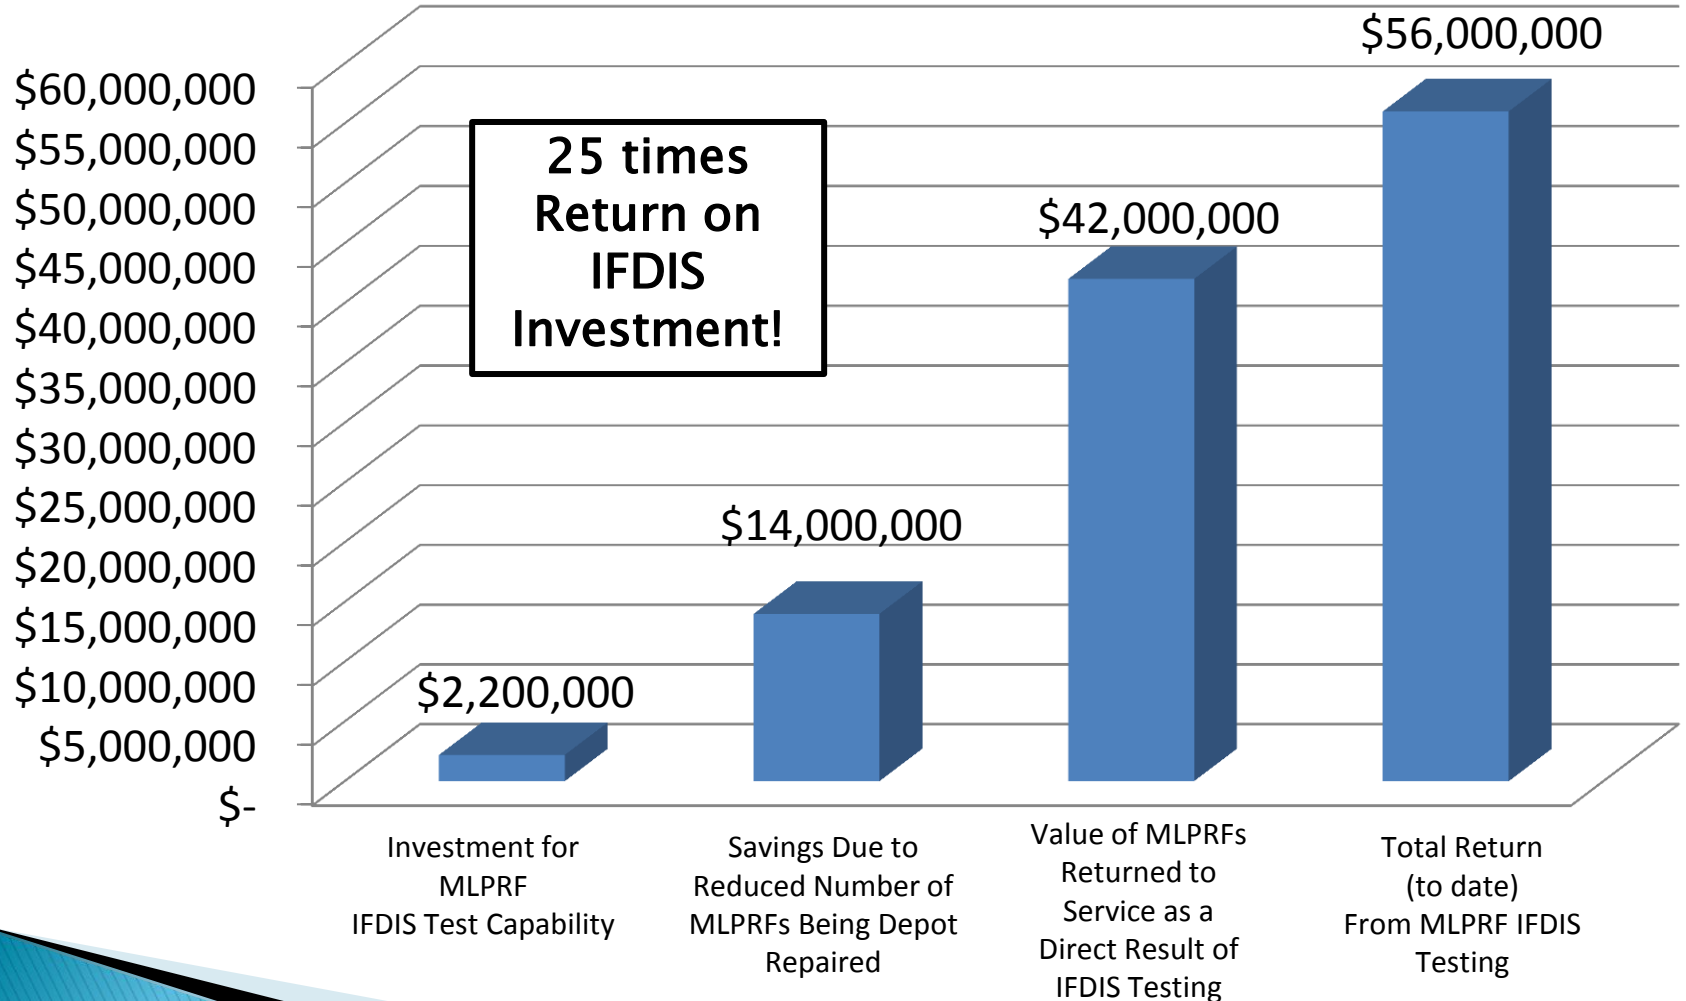 $60,000,000
$55,000,000
$50,000,000
$45,000,000
$40,000,000
$35,000,000
$30,000,000
$25,000,000
$20,000,000
$15,000,000
$10,000,000
$5,000,000
$-
25 times
Return on
IFDIS
Investment!
$2,200,000
$14,000,000
$42,000,000
$56,000,000
Investment for
MLPRF
IFDIS Test Capability
Savings Due to
Reduced Number of
MLPRFs Being Depot
Repaired
Value of MLPRFs
Returned to
Service as a
Direct Result of
IFDIS Testing
Total Return
(to date)
From MLPRF IFDIS
Testing